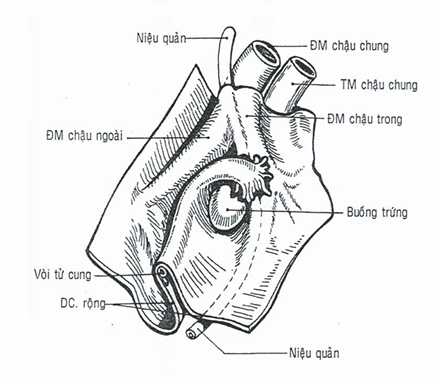 Niệu quản
ĐM chậu chung
TM chậu chung
ĐM chậu ngoài
ĐM chậu trong
Buồng trứng
Vòi tử cung
DC. rộng
Niệu quản